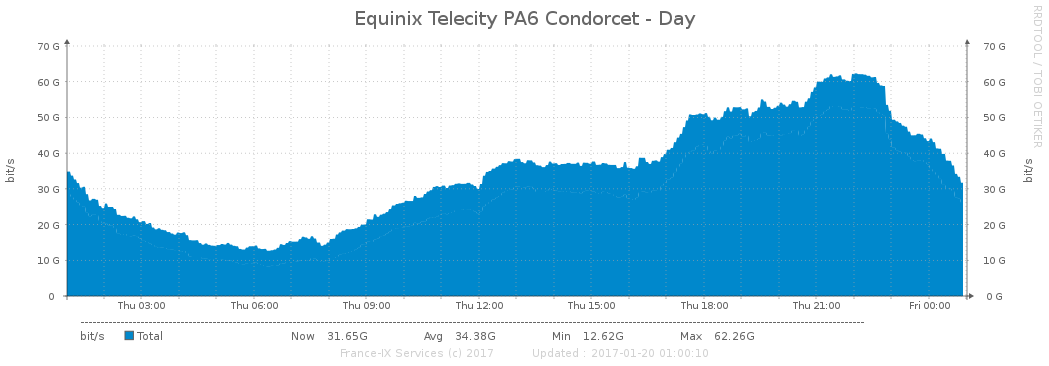 Equinix Telecity PA6 Condorcet - Day
RRDTOOL / TOBI OETIKER
bit/s
70 G
60 G
50 G
40 G
30 G
20 G
10 G
0
70 G
60 G
50 G
40 G
30 G
20 G
10 G
0 G
bit/s
Thu 03:00 Thu 06:00 Thu 09:00 Thu 12:00 Thu 15:00 Thu 18:00 Thu 21:00 Fri 00:00
bit/s Total Now 31.65G Avg 34.38G Min 12.62G Max 62.26G
France-IX Services (c) 2017 Updated : 2017-01-20 01:00:10